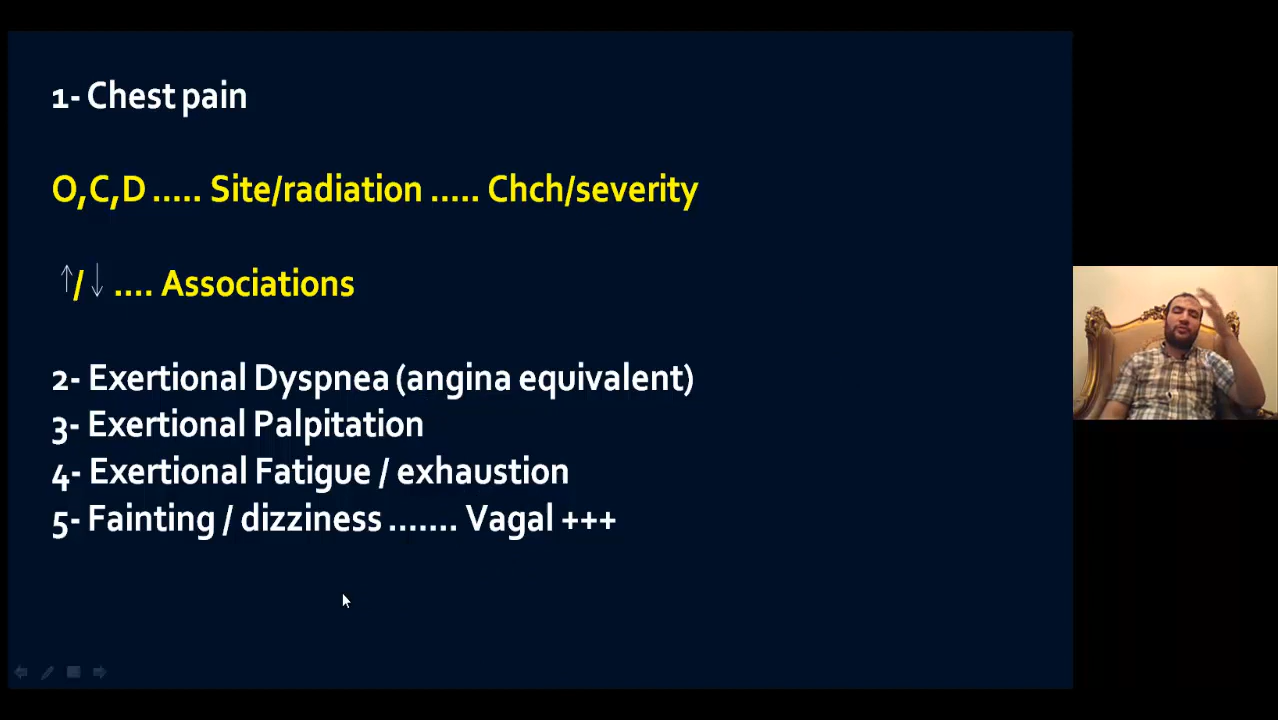 1- Chest pain
O,C,D ..... Site/radiation ..... Chch/severity
↑/↓ .... Associations
2- Exertional Dyspnea (angina equivalent)
3- Exertional Palpitation
4- Exertional Fatigue / exhaustion
5- Fainting / dizziness ....... Vagal +++